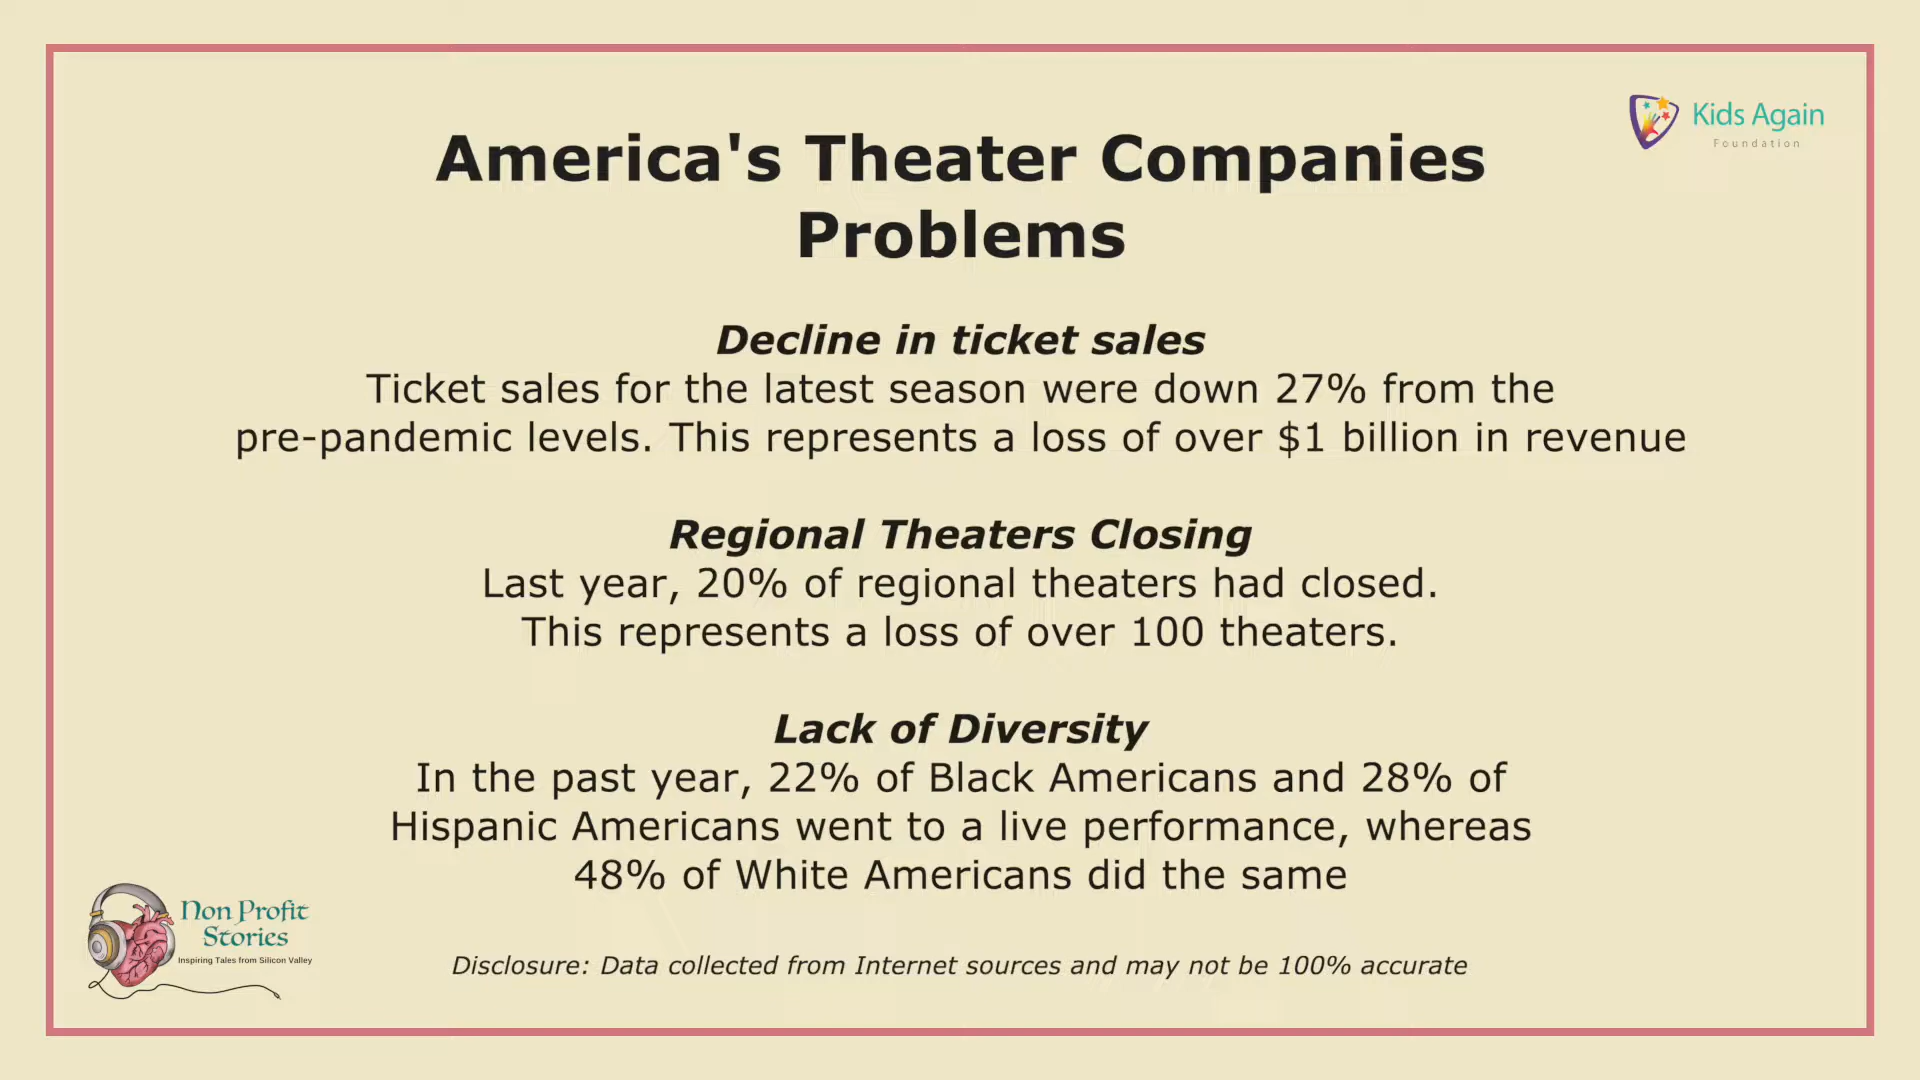 Kids Again
Foundation
America's Theater Companies
Problems
Decline in ticket sales
Ticket sales for the latest season were down 27% from the
pre-pandemic levels. This represents a loss of over $1 billion in revenue
Regional Theaters Closing
Last year, 20% of regional theaters had closed.
This represents a loss of over 100 theaters.
Lack of Diversity
In the past year, 22% of Black Americans and 28% of
Hispanic Americans went to a live performance, whereas
48% of White Americans did the same
Non Profit
Stories
Inspiring Tales from Silicon Valley
Disclosure: Data collected from Internet sources and may not be 100% accurate